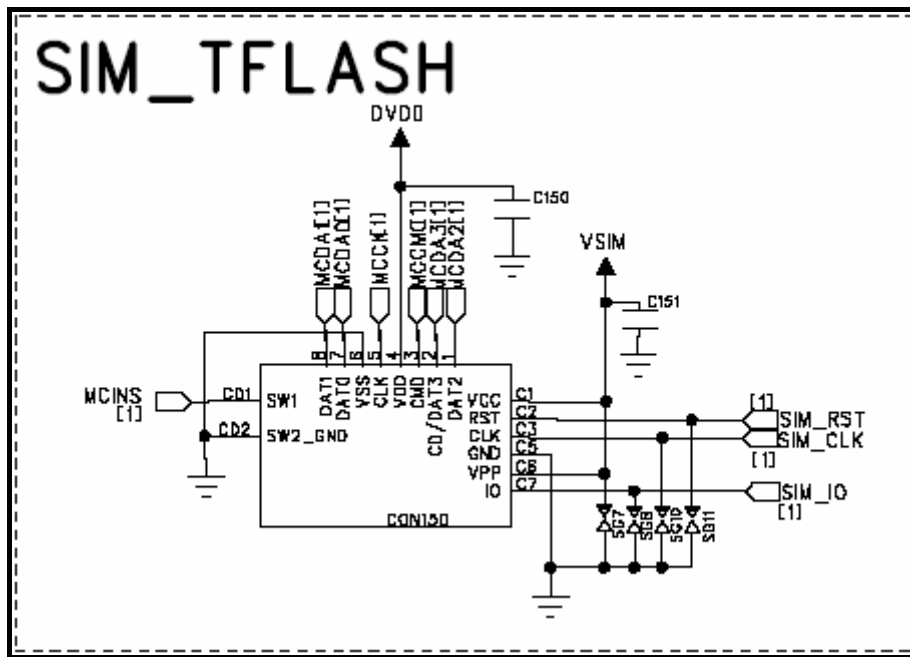 SIM_TFLASH
DVDD
C150
MCDA1[1]
MCDA0[1]
MCCK[1]
MCCM0[1]
MCDA3[1]
MCDA2[1]
VSIM
C151
8
7
6
5
4
3
2
1
DAT1
DAT0
VSS
CLK
VDD
CMD
CD/DAT3
DAT2
MCINS
[1]
CD1
SW1
CD2
SW2_GND
VCC
C1
RST
C2
CLK
C3
GND
C5
VPP
C6
IO
C7
[1]
SIM_RST
SIM_CLK
[1]
SIM_IO
[1]
CON150
SG7
SG8
SG10
SG11